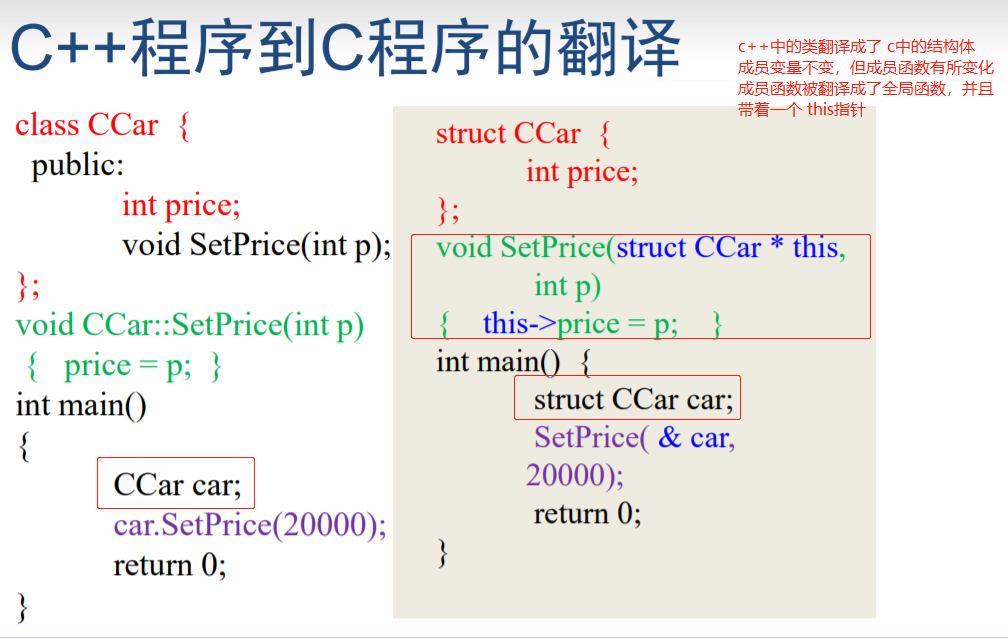 C++程序到C程序的翻译
c++中的类翻译成了 c中的结构体
成员变量不变，但成员函数有所变化
成员函数被翻译成了全局函数，并且
带着一个 this指针
class CCar {
public:
int price;
void SetPrice(int p);
};
void CCar::SetPrice(int p)
{ price = p; }
int main()
{
CCar car;
car.SetPrice(20000);
return 0;
}
struct CCar {
int price;
};
void SetPrice(struct CCar * this,
int p)
{ this->price = p; }
int main() {
struct CCar car;
SetPrice( & car,
20000);
return 0;
}